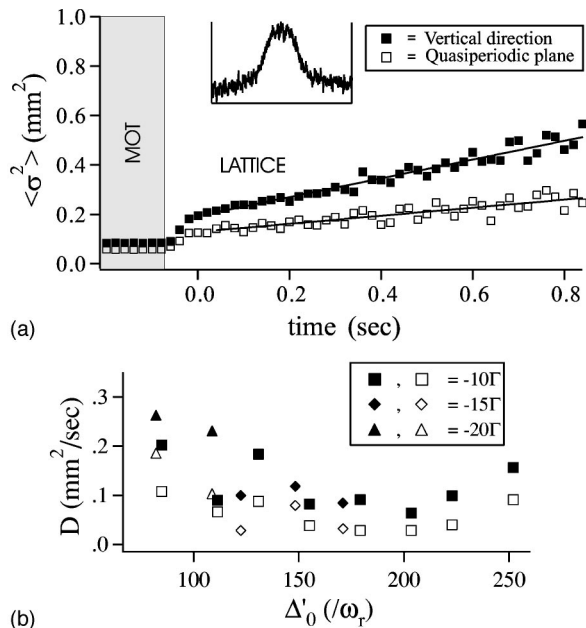 1.0
0.8
0.6
0.4
0.2
0.0
<σ²> (mm²)
MOT
LATTICE
■ = Vertical direction
□ = Quasiperiodic plane
0.0 0.2 0.4 0.6 0.8
time (sec)
(a)
.3
.2
.1
.0
D (mm²/sec)
■ , □ = -10Γ
◆ , ◇ = -15Γ
▲ , △ = -20Γ
100 150 200 250
Δ'₀ (/ωᵣ)
(b)